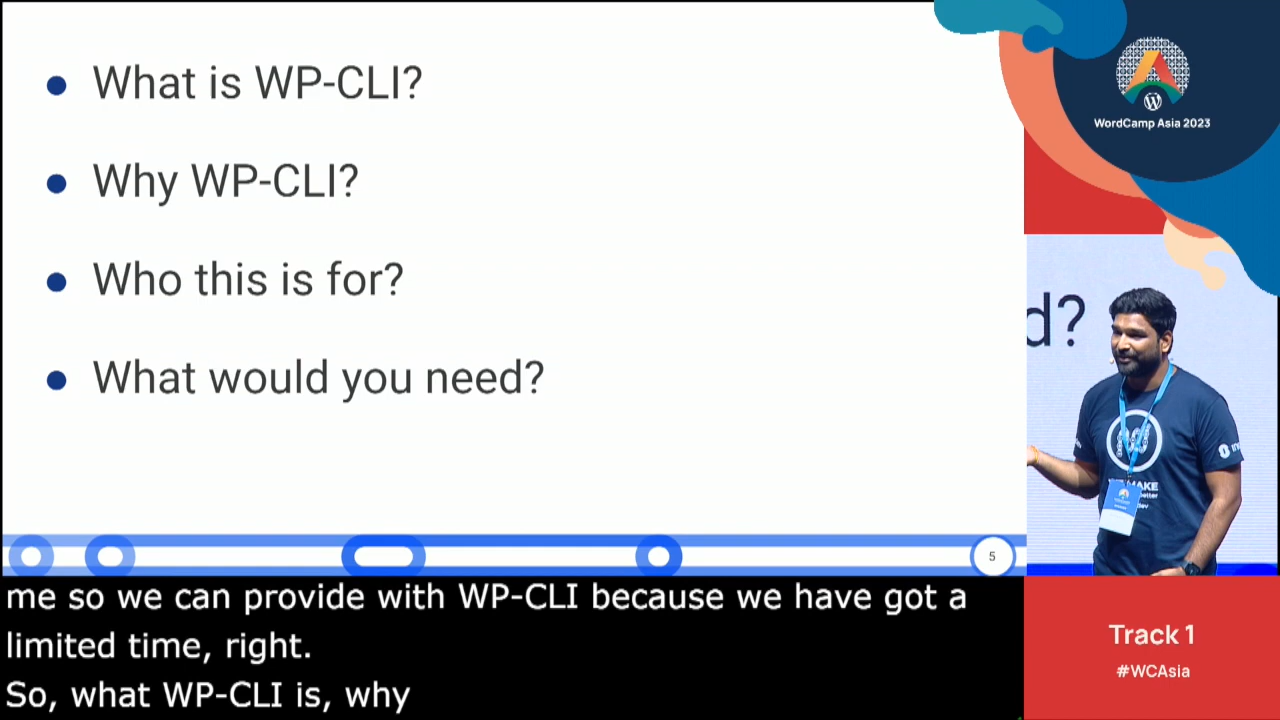 What is WP-CLI?
Why WP-CLI?
Who this is for?
What would you need?
5
WordCamp Asia 2023
d?
MAKE
me so we can provide with WP-CLI because we have got a
limited time, right.
So, what WP-CLI is, why
Track 1
#WCAsia